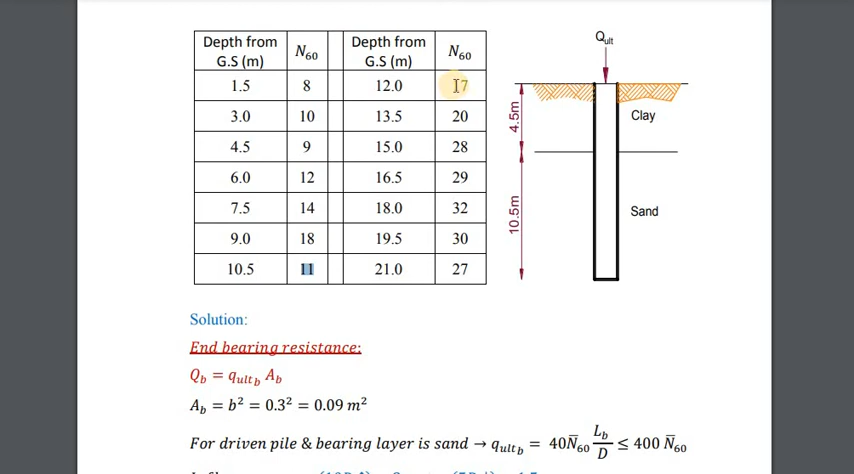 Depth from G.S (m) N60 Depth from G.S (m) N60
1.5 8 12.0 17
3.0 10 13.5 20
4.5 9 15.0 28
6.0 12 16.5 29
7.5 14 18.0 32
9.0 18 19.5 30
10.5 11 21.0 27
Qult
4.5m
Clay
10.5m
Sand
Solution:
End bearing resistance:
Qb = qult b Ab
Ab = b² = 0.3² = 0.09 m²
For driven pile & bearing layer is sand → qult b = 40N̅60 Lb/D ≤ 400 N̅60